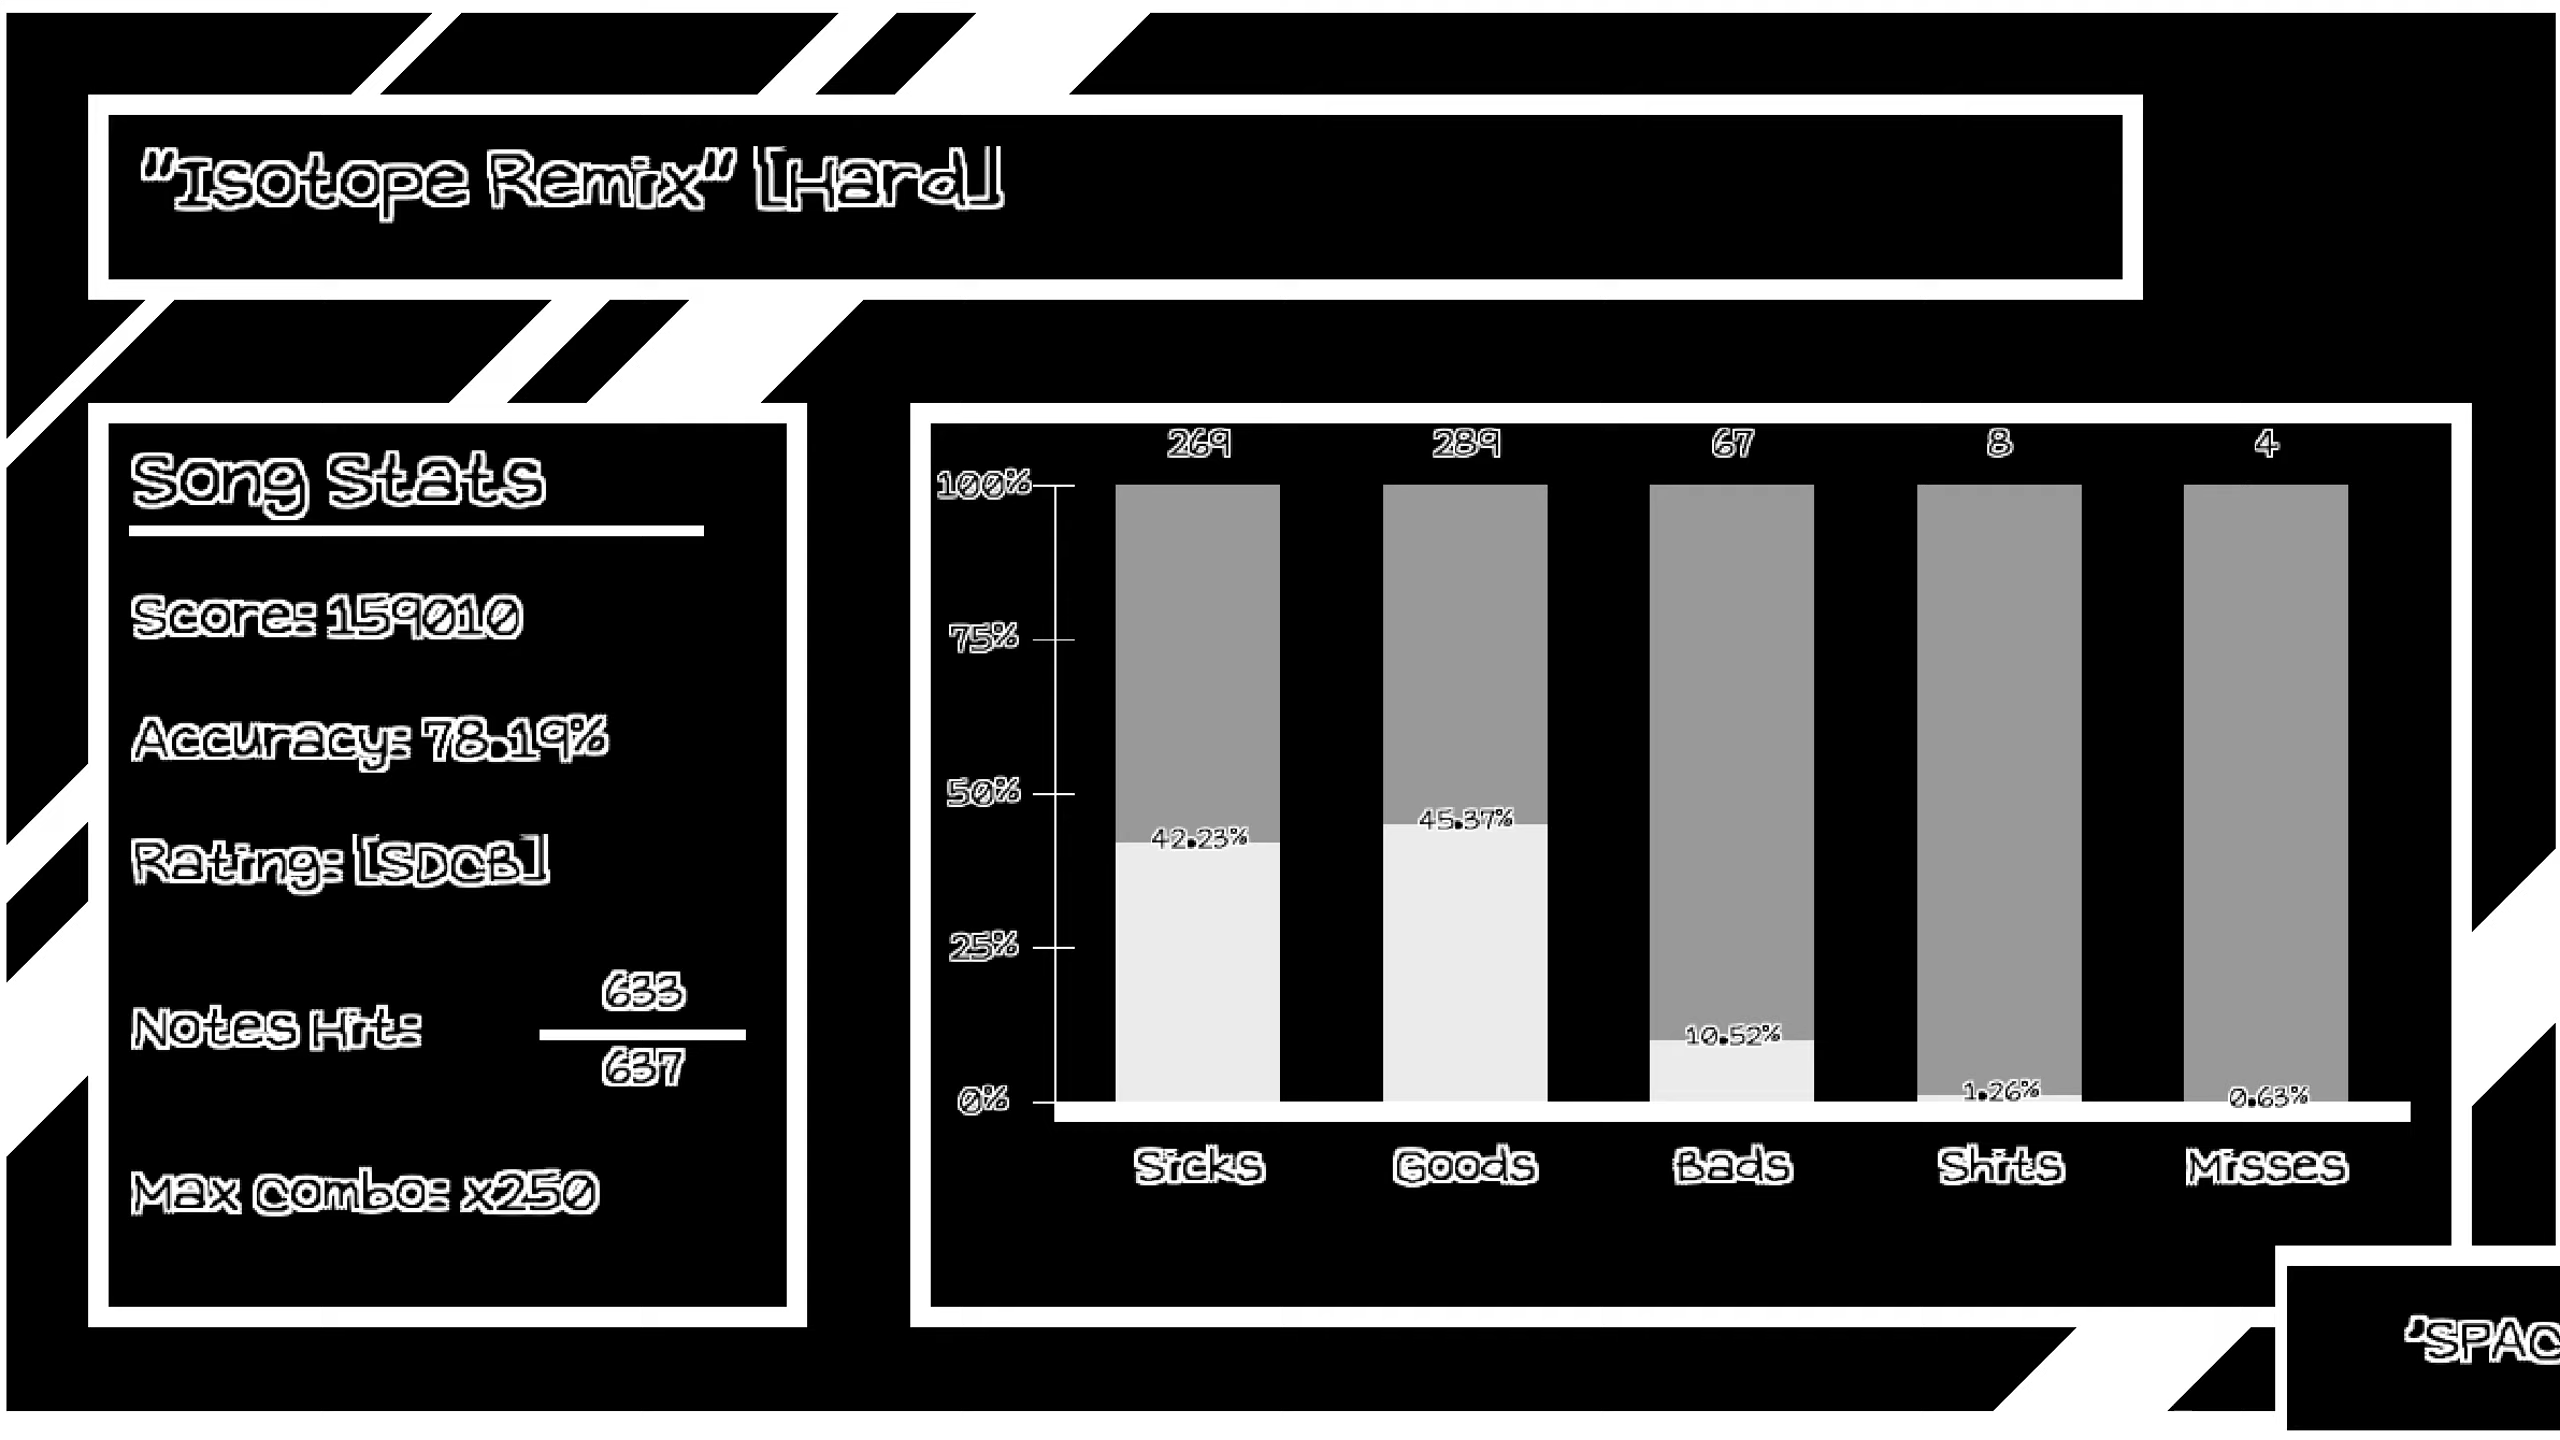 "Isotope Remix" [Hard]
Song Stats
Score: 159010
Accuracy: 78.19%
Rating: [SDCB]
Notes Hit:
633
637
Max Combo: x250
269 289 67 8 4
100%
75%
50%
25%
0%
42.23% 45.37% 10.52% 1.26% 0.63%
Sicks Goods Bads Shits Misses
'SPAC